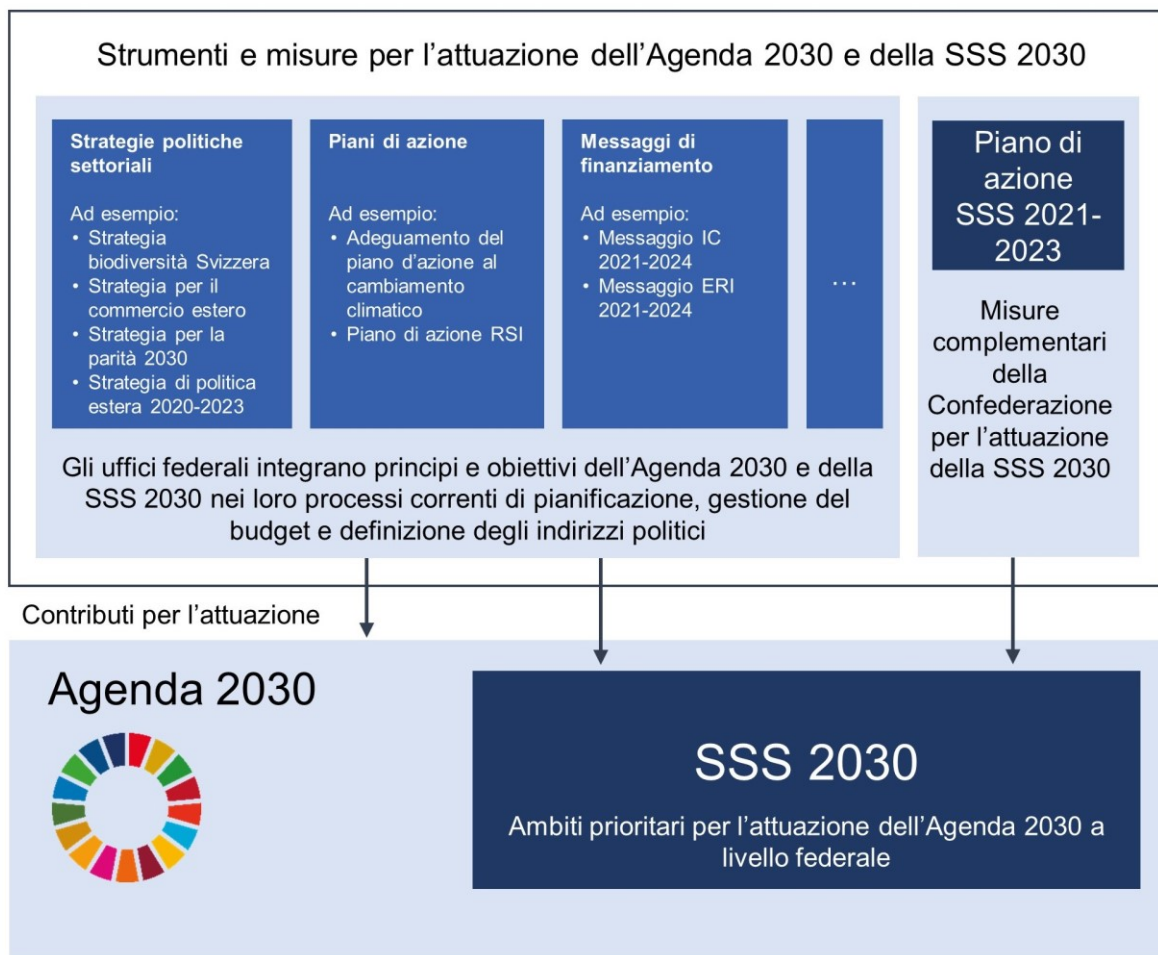 Strumenti e misure per l’attuazione dell’Agenda 2030 e della SSS 2030
Strategie politiche
settoriali
Ad esempio:
• Strategia
biodiversità Svizzera
• Strategia per il
commercio estero
• Strategia per la
parità 2030
• Strategia di politica
estera 2020-2023
Piani di azione
Ad esempio:
• Adeguamento del
piano d’azione al
cambiamento
climatico
• Piano di azione RSI
Messaggi di
finanziamento
Ad esempio:
• Messaggio IC
2021-2024
• Messaggio ERI
2021-2024
…
Gli uffici federali integrano principi e obiettivi dell’Agenda 2030 e della
SSS 2030 nei loro processi correnti di pianificazione, gestione del
budget e definizione degli indirizzi politici
Piano di
azione
SSS 2021-
2023
Misure
complementari
della
Confederazione
per l’attuazione
della SSS 2030
Contributi per l’attuazione
Agenda 2030
SSS 2030
Ambiti prioritari per l’attuazione dell’Agenda 2030 a
livello federale